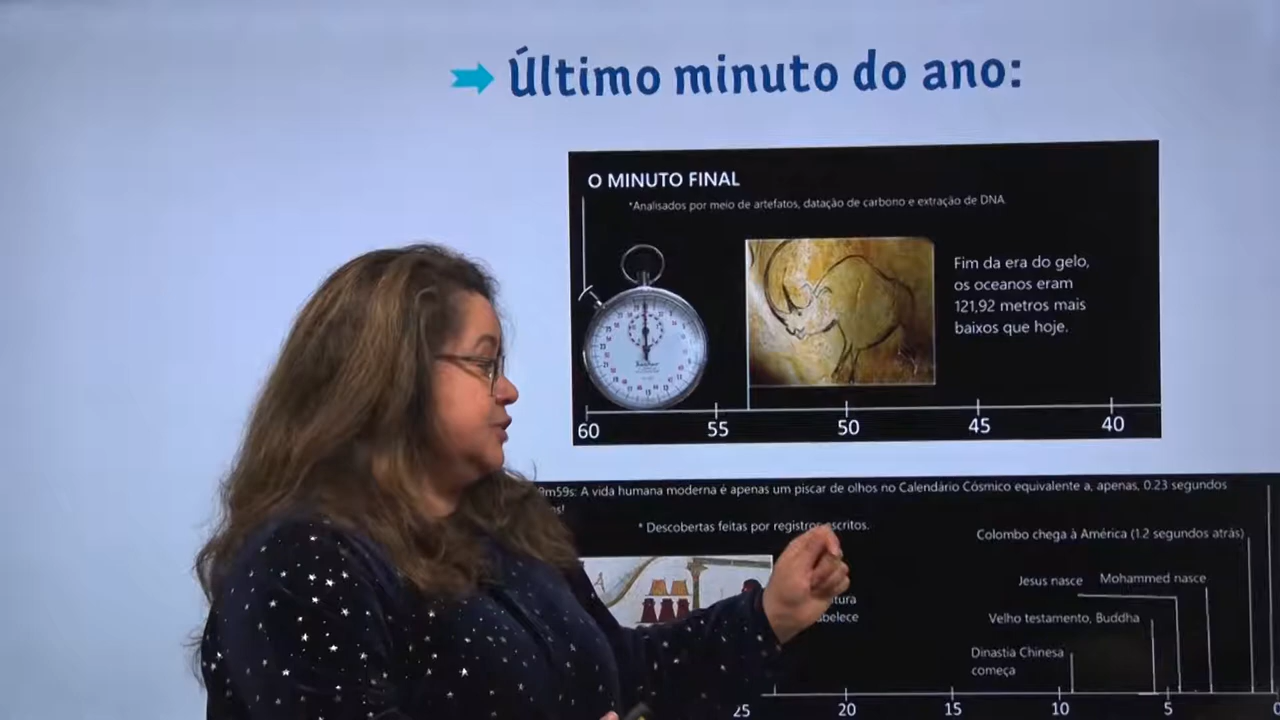 Último minuto do ano:
O MINUTO FINAL
*Analisados por meio de artefatos, datação de carbono e extração de DNA
Fim da era do gelo,
os oceanos eram
121,92 metros mais
baixos que hoje.
60 55 50 45 40
9m59s: A vida humana moderna é apenas um piscar de olhos no Calendário Cósmico equivalente a, apenas, 0.23 segundos
* Descobertas feitas por registros escritos.
Colombo chega à América (1.2 segundos atrás)
Jesus nasce
Mohammed nasce
Velho testamento, Buddha
Dinastia Chinesa
começa
25 20 15 10 5 0